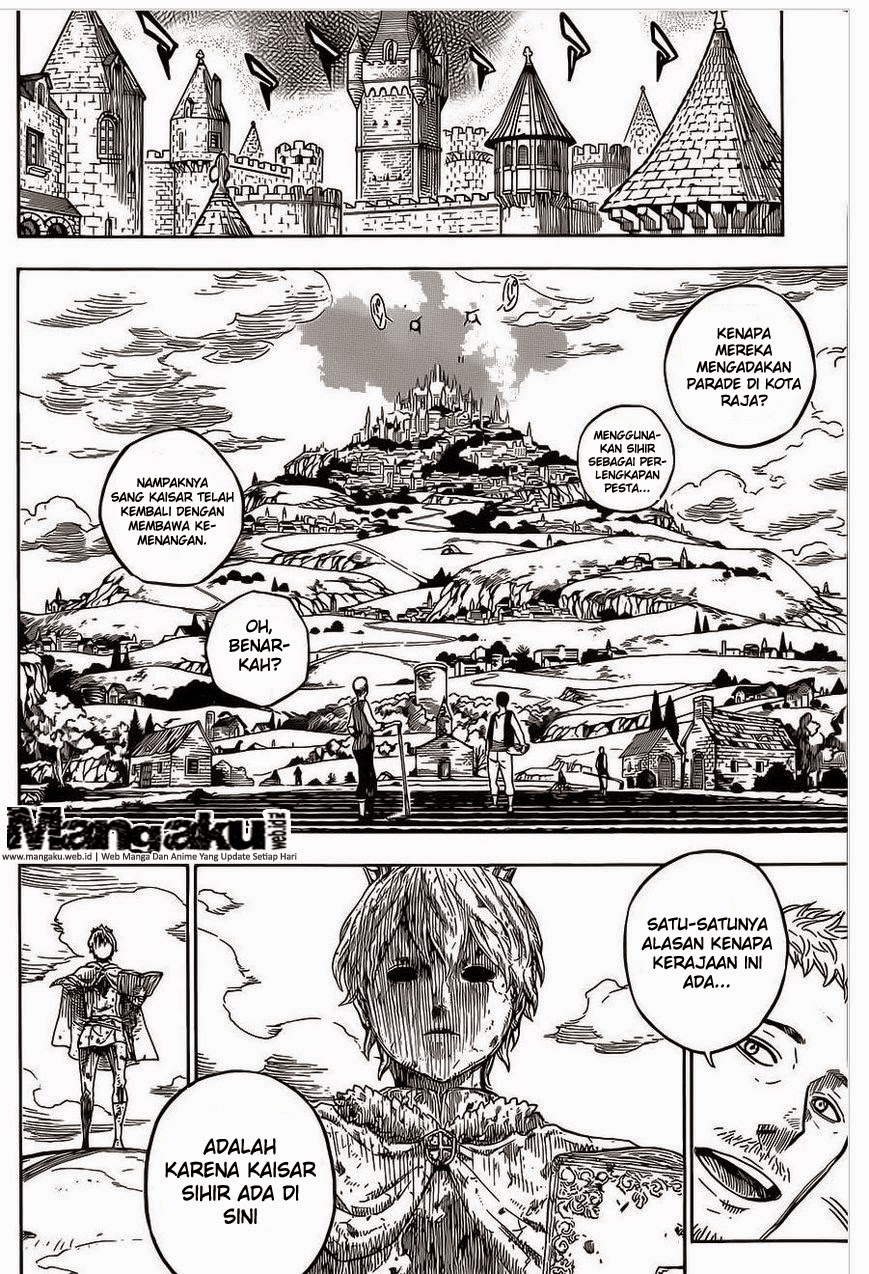 KENAPA
MEREKA
MENGADAKAN
PARADE DI KOTA
RAJA?
MENGGUNA-
KAN SIHIR
SEBAGAI PER-
LENGKAPAN
PESTA...
NAMPAKNYA
SANG KAISAR TELAH
KEMBALI DENGAN
MEMBAWA KE-
MENANGAN.
OH,
BENAR-
KAH?
Mangaku
web.id
www.mangaku.web.id | Web Manga Dan Anime Yang Update Setiap Hari
SATU-SATUNYA
ALASAN KENAPA
KERAJAAN INI
ADA...
ADALAH
KARENA KAISAR
SIHIR ADA DI
SINI